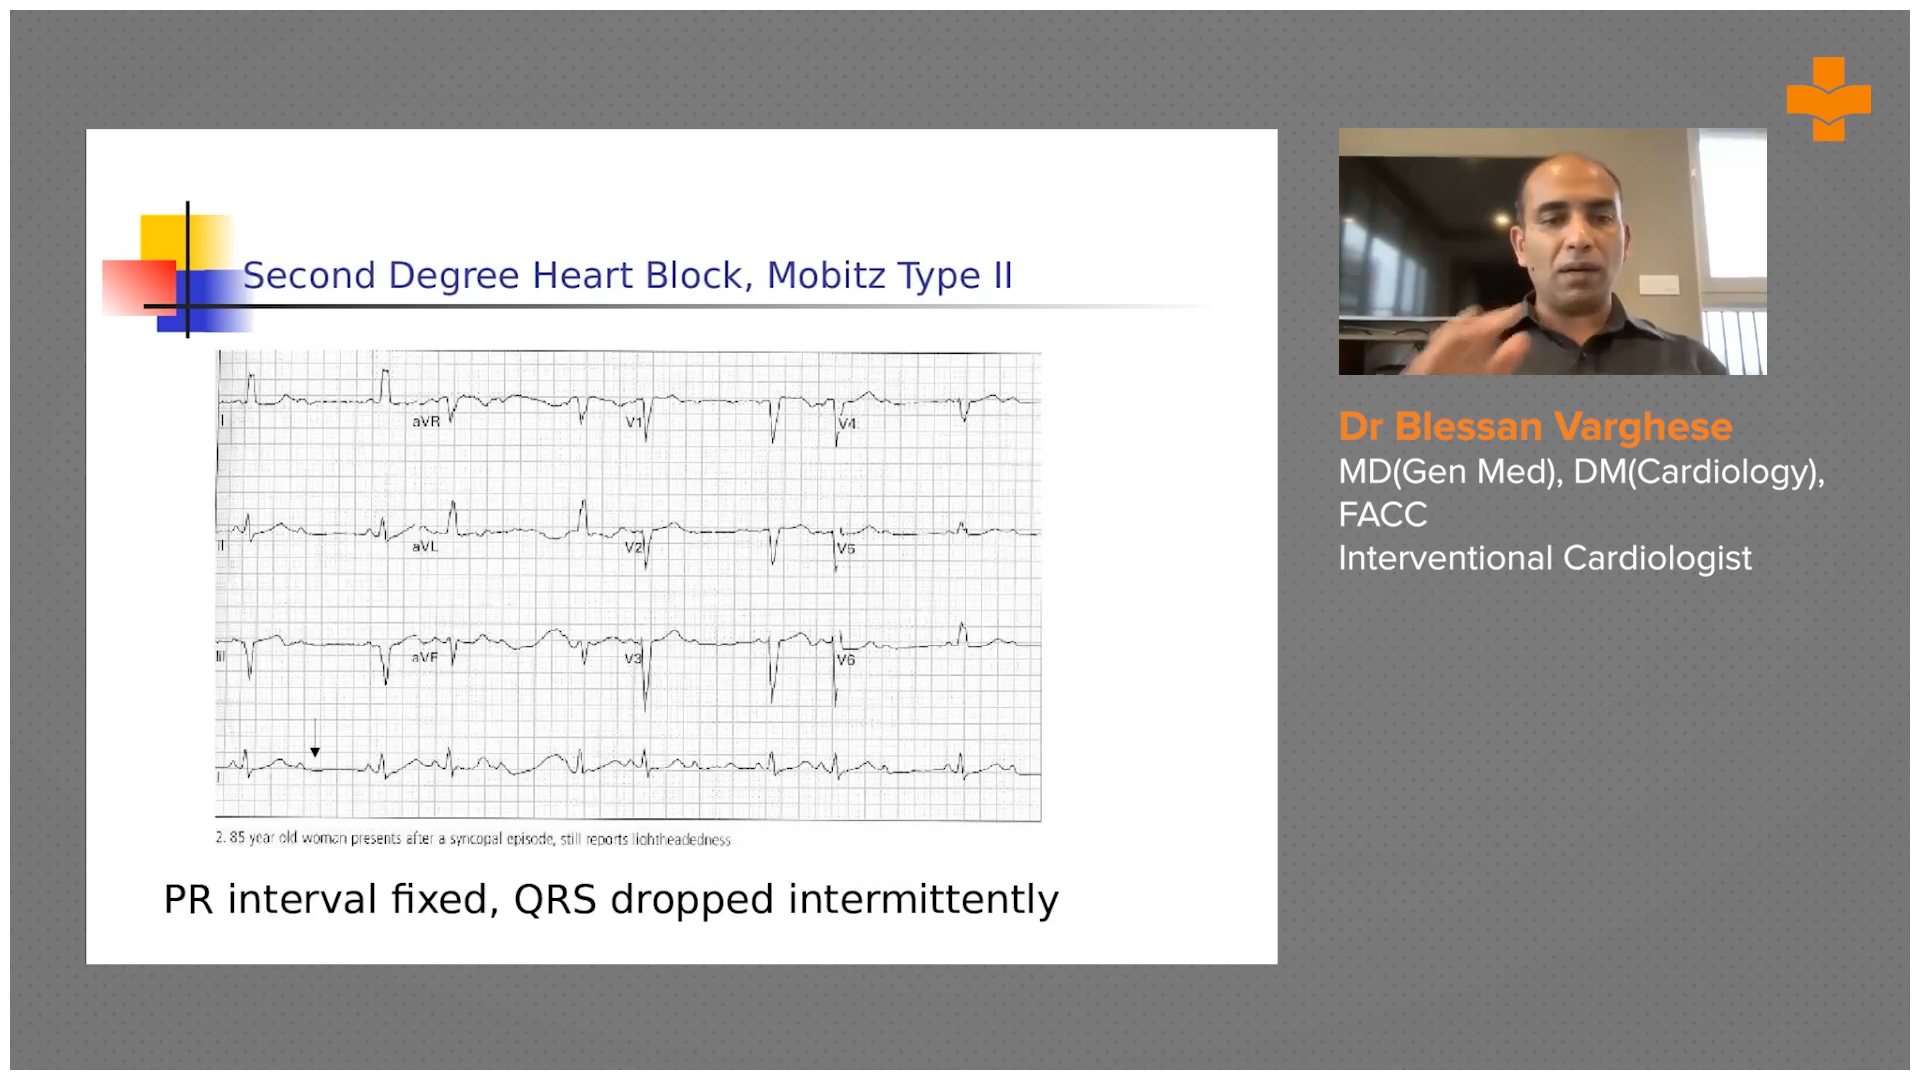 Second Degree Heart Block, Mobitz Type II
I
aVR
V1
V4
II
aVL
V2
V5
III
aVF
V3
V6
2. 85 year old woman presents after a syncopal episode, still reports lightheadedness
PR interval fixed, QRS dropped intermittently
Dr Blessan Varghese
MD(Gen Med), DM(Cardiology),
FACC
Interventional Cardiologist